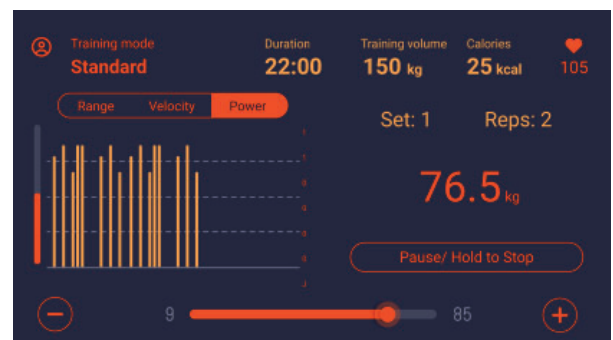 Training mode
Standard
Duration
22:00
Training volume
150 kg
Calories
25 kcal
105
Range Velocity Power
Set: 1 Reps: 2
76.5 kg
Pause/ Hold to Stop
9
85